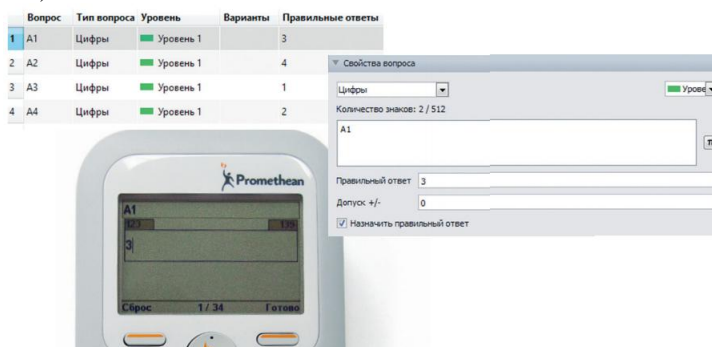 Вопрос Тип вопроса Уровень Варианты Правильные ответы
1 A1 Цифры Уровень 1 3
2 A2 Цифры Уровень 1 4
3 A3 Цифры Уровень 1 1
4 A4 Цифры Уровень 1 2
Свойства вопроса
Цифры Урове
Количество знаков: 2 / 512
A1
π
Правильный ответ 3
Допуск +/- 0
Назначить правильный ответ
Promethean
A1
123
3
Сброс 1/34 Готово